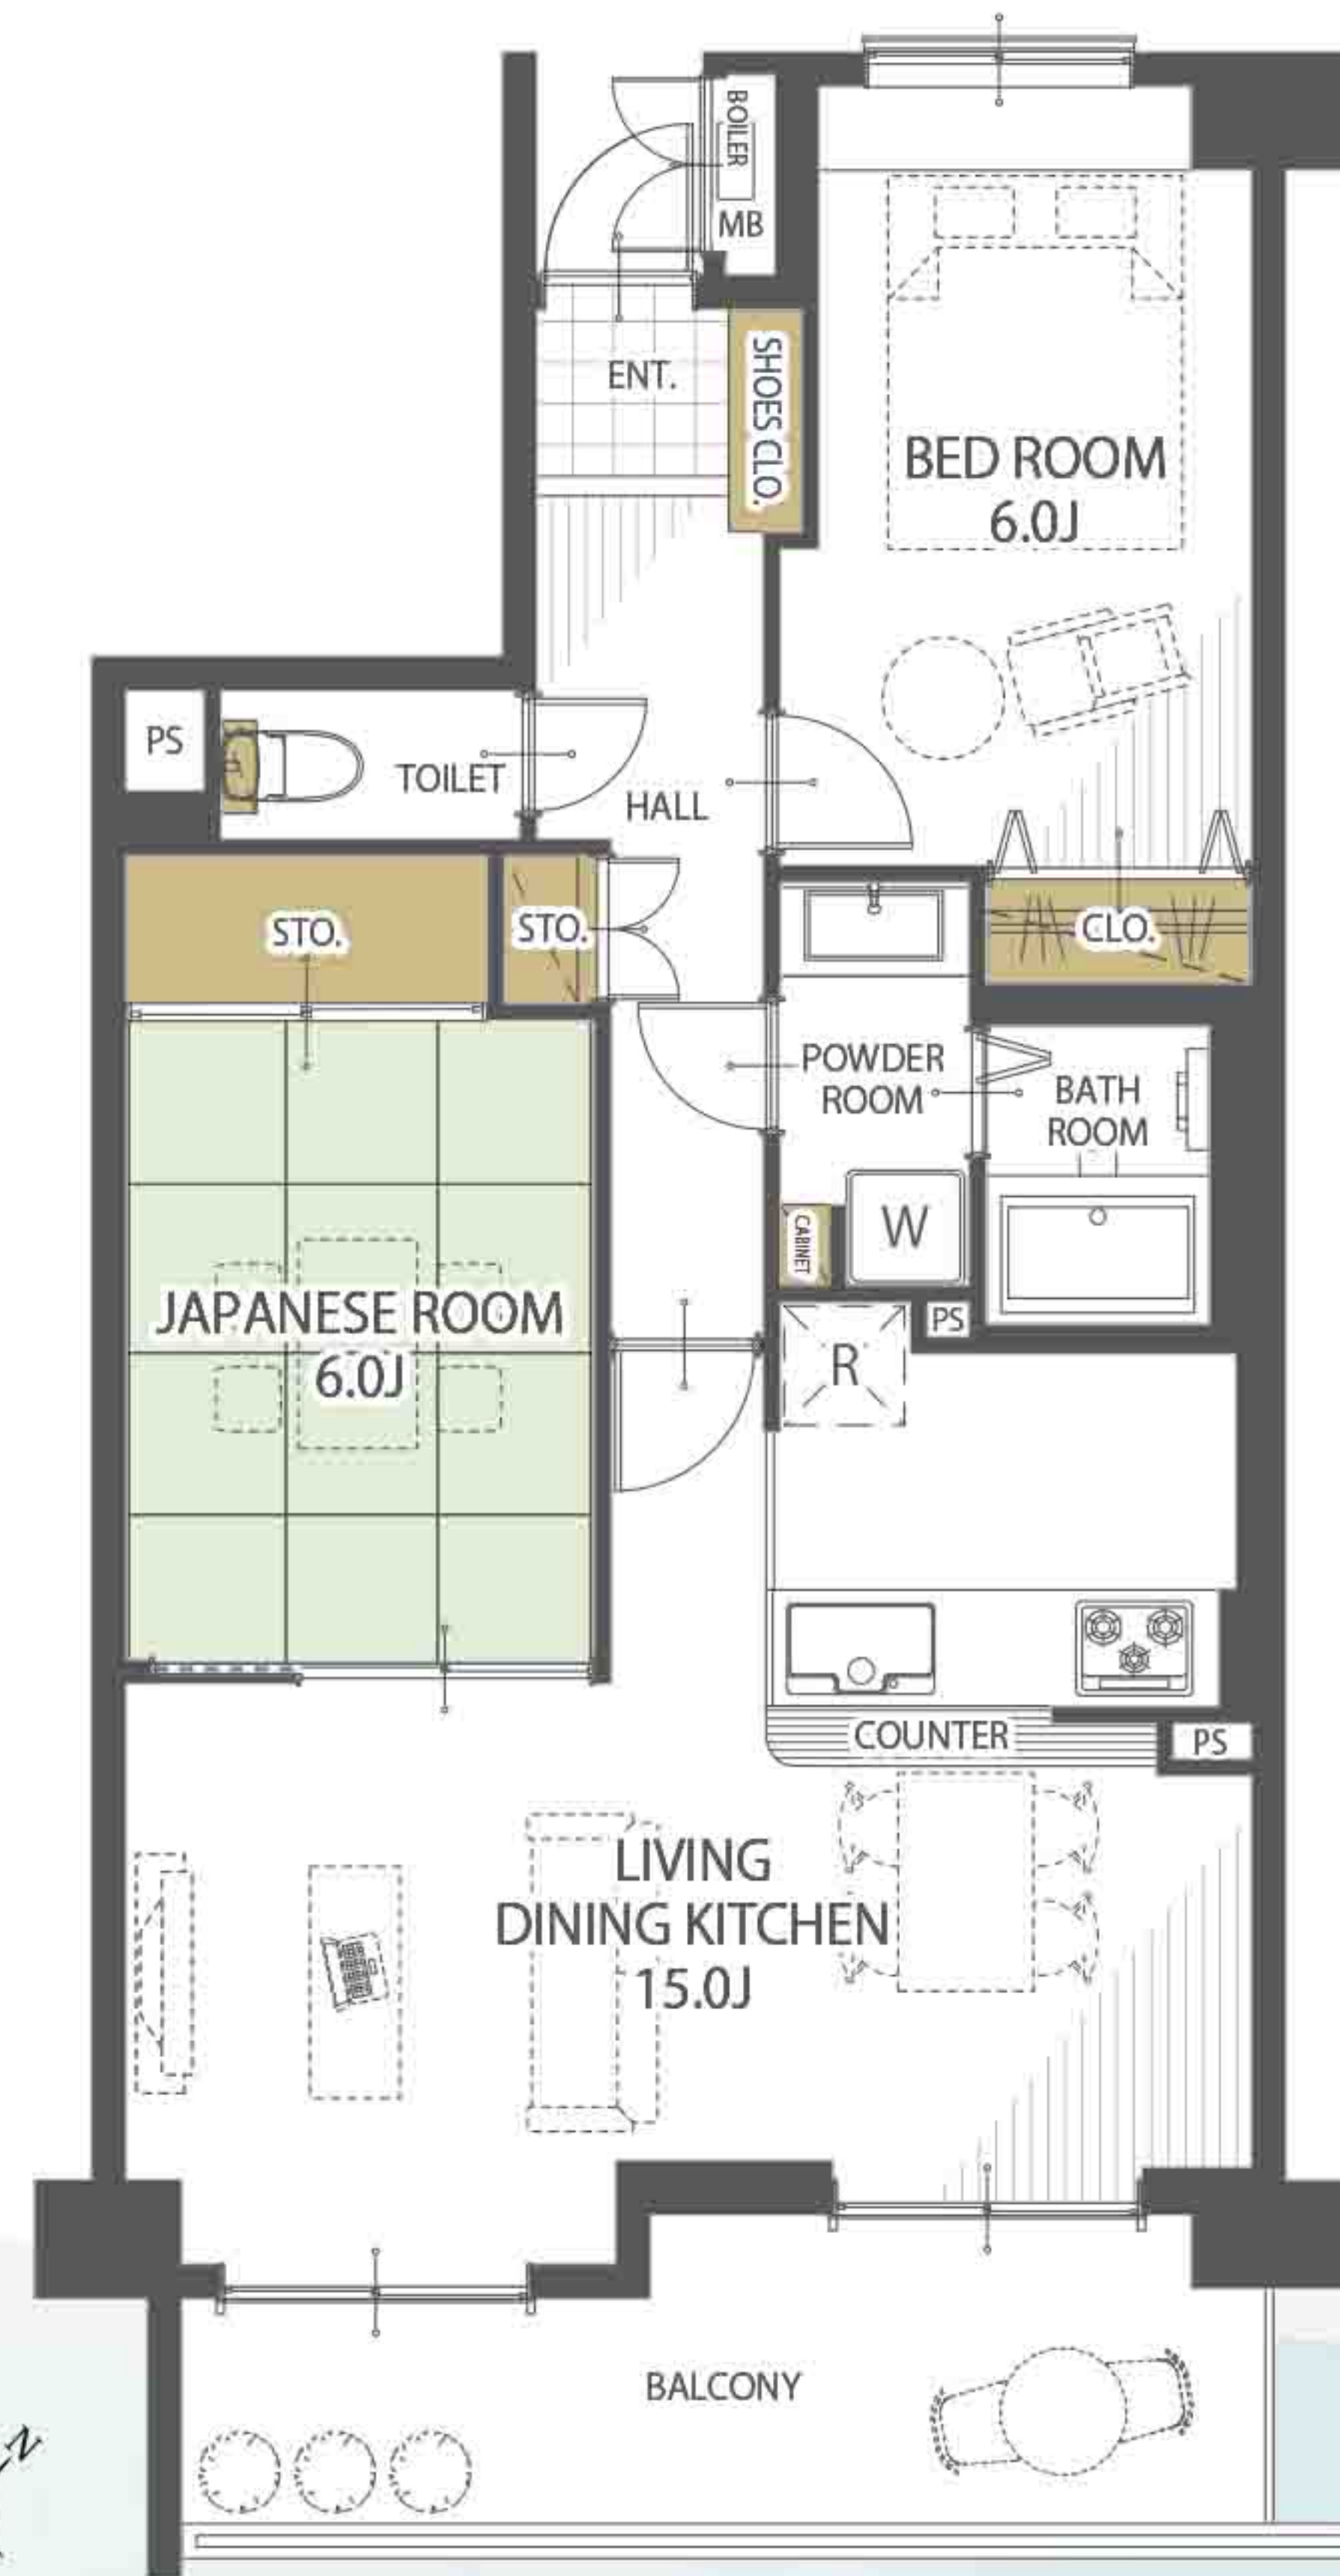 BOILER
MB
ENT.
SHOES CLO.
BED ROOM
6.0J
PS
TOILET
HALL
STO.
STO.
CLO.
POWDER
ROOM
BATH
ROOM
CABINET
W
JAPANESE ROOM
6.0J
PS
R
COUNTER
PS
LIVING
DINING KITCHEN
15.0J
BALCONY
N